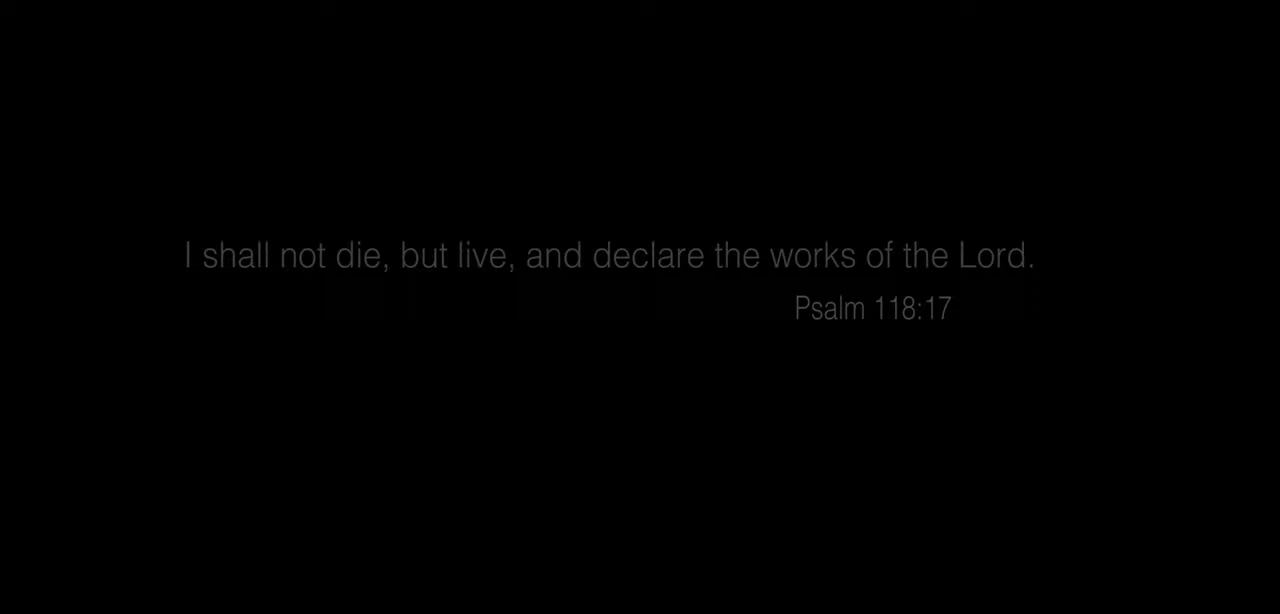 I shall not die, but live, and declare the works of the Lord.
Psalm 118:17